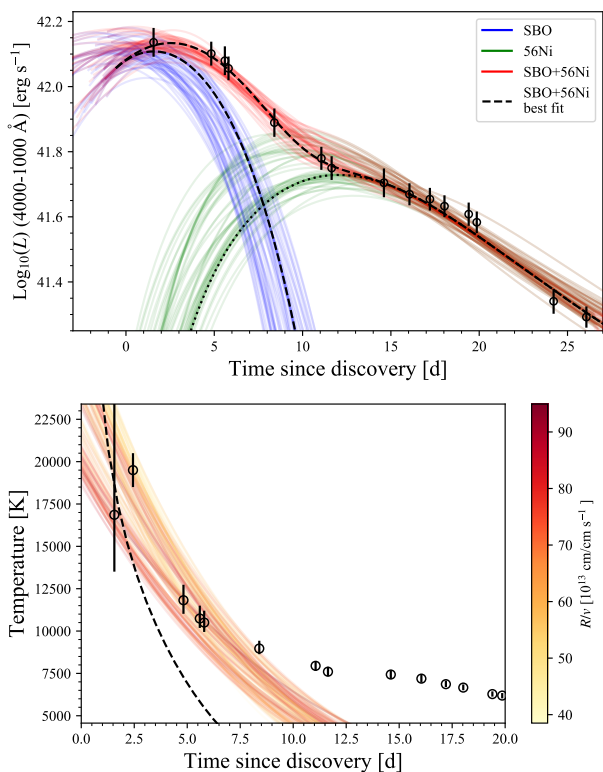 42.2
42.0
41.8
41.6
41.4
Log₁₀(L) (4000-1000 Å) [erg s⁻¹]
SBO
56Ni
SBO+56Ni
SBO+56Ni
best fit
0 5 10 15 20 25
Time since discovery [d]
22500
20000
17500
15000
12500
10000
7500
5000
Temperature [K]
0.0 2.5 5.0 7.5 10.0 12.5 15.0 17.5 20.0
Time since discovery [d]
90
80
70
60
50
40
R/v [10¹³ cm/cm s⁻¹]